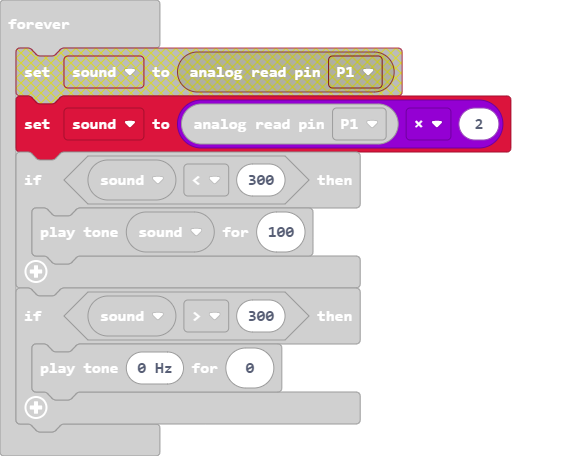 forever
set sound to analog read pin P1
set sound to analog read pin P1 × 2
if sound < 300 then
play tone sound for 100
if sound > 300 then
play tone 0 Hz for 0